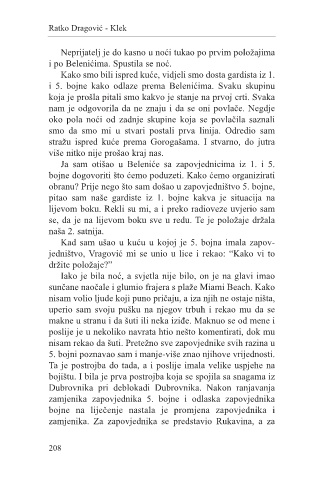 Ratko Dragović - Klek
Neprijatelj je do kasno u noći tukao po prvim položajima
i po Belenićima. Spustila se noć.
Kako smo bili ispred kuće, vidjeli smo dosta gardista iz 1.
i 5. bojne kako odlaze prema Belenićima. Svaku skupinu
koja je prošla pitali smo kakvo je stanje na prvoj crti. Svaka
nam je odgovorila da ne znaju i da se oni povlače. Negdje
oko pola noći od zadnje skupine koja se povlačila saznali
smo da smo mi u stvari postali prva linija. Odredio sam
stražu ispred kuće prema Gorogašama. I stvarno, do jutra
više nitko nije prošao kraj nas.
Ja sam otišao u Beleniće sa zapovjednicima iz 1. i 5.
bojne dogovoriti što ćemo poduzeti. Kako ćemo organizirati
obranu? Prije nego što sam došao u zapovjedništvo 5. bojne,
pitao sam naše gardiste iz 1. bojne kakva je situacija na
lijevom boku. Rekli su mi, a i preko radioveze uvjerio sam
se, da je na lijevom boku sve u redu. Te je položaje držala
naša 2. satnija.
Kad sam ušao u kuću u kojoj je 5. bojna imala zapov-
jedništvo, Vragović mi se unio u lice i rekao: “Kako vi to
držite položaje?”
Iako je bila noć, a svjetla nije bilo, on je na glavi imao
sunčane naočale i glumio frajera s plaže Miami Beach. Kako
nisam volio ljude koji puno pričaju, a iza njih ne ostaje ništa,
uperio sam svoju pušku na njegov trbuh i rekao mu da se
makne u stranu i da šuti ili neka iziđe. Maknuo se od mene i
poslije je u nekoliko navrata htio nešto komentirati, dok mu
nisam rekao da šuti. Pretežno sve zapovjednike svih razina u
5. bojni poznavao sam i manje-više znao njihove vrijednosti.
Ta je postrojba do tada, a i poslije imala velike uspjehe na
bojištu. I bila je prva postrojba koja se spojila sa snagama iz
Dubrovnika pri deblokadi Dubrovnika. Nakon ranjavanja
zamjenika zapovjednika 5. bojne i odlaska zapovjednika
bojne na liječenje nastala je promjena zapovjednika i
zamjenika. Za zapovjednika se predstavio Rukavina, a za
208